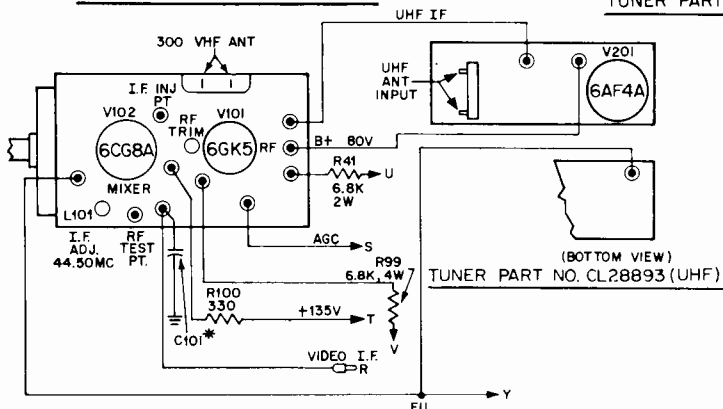 UHF IF
TUNER PART
300 VHF ANT
V201
UHF
ANT
INPUT
6AF4A
I.F. INJ
PT
V102
RF
TRIM
V101
6CG8A
6GK5
RF
B+ 80V
MIXER
R41
6.8K
2W
U
L101
I.F.
ADJ.
44.50MC
RF
TEST
PT.
AGC
S
(BOTTOM VIEW)
R99
6.8K, 4W
TUNER PART NO. CL28893 (UHF)
R100
330
+135V
T
C101*
V
VIDEO I.F.
R
Y